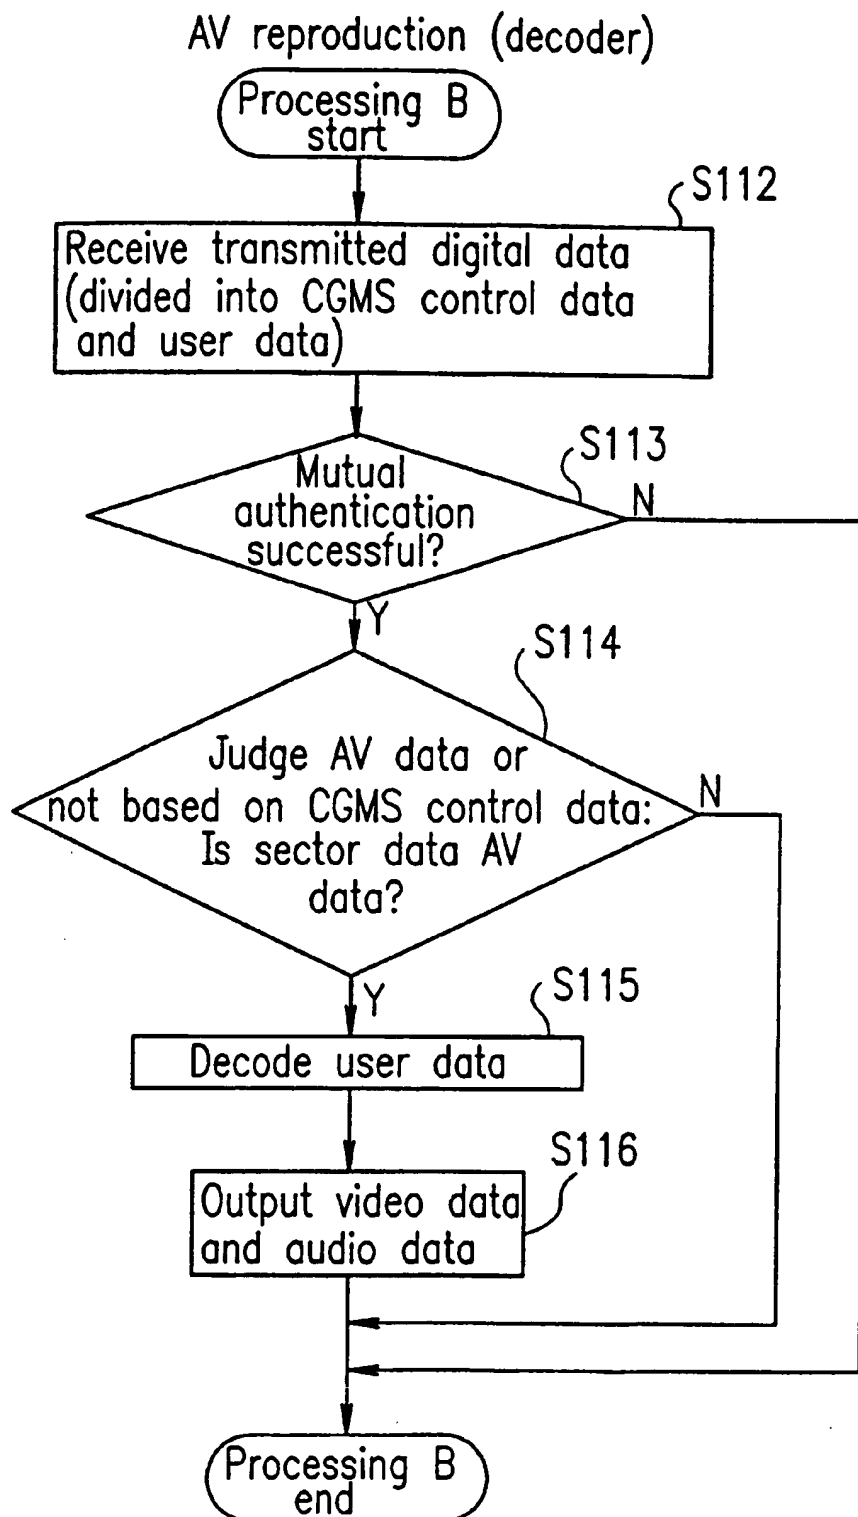 AV reproduction (decoder)
Processing B
start
S112
Receive transmitted digital data
(divided into CGMS control data
and user data)
S113
Mutual
authentication
successful?
N
Y
S114
Judge AV data or
not based on CGMS control data:
Is sector data AV
data?
N
Y
S115
Decode user data
S116
Output video data
and audio data
Processing B
end